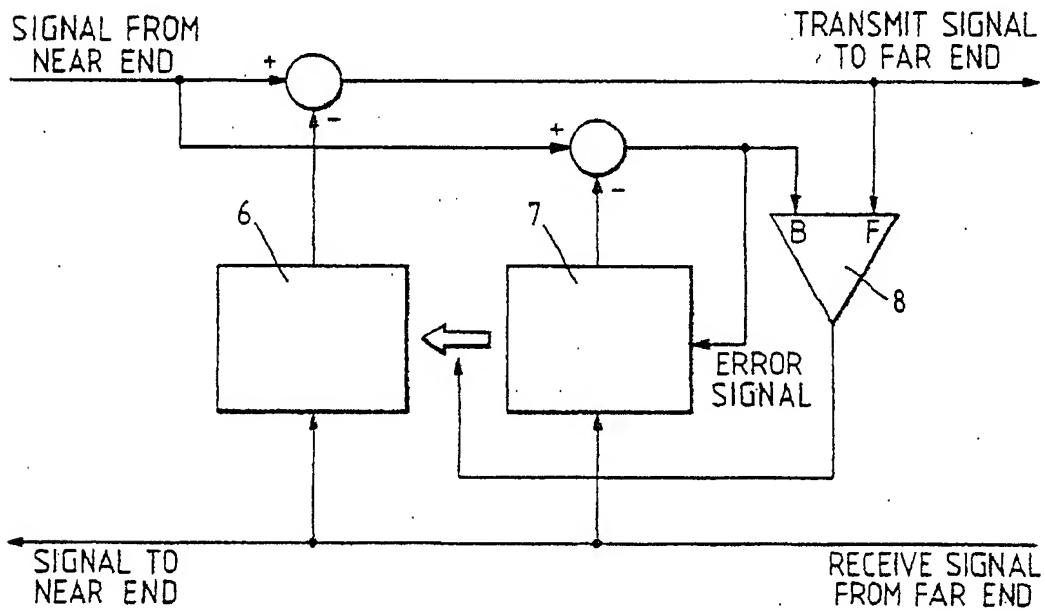 SIGNAL FROM
NEAR END
TRANSMIT SIGNAL
TO FAR END
+
-
+
-
6
7
B F
8
ERROR
SIGNAL
SIGNAL TO
NEAR END
RECEIVE SIGNAL
FROM FAR END